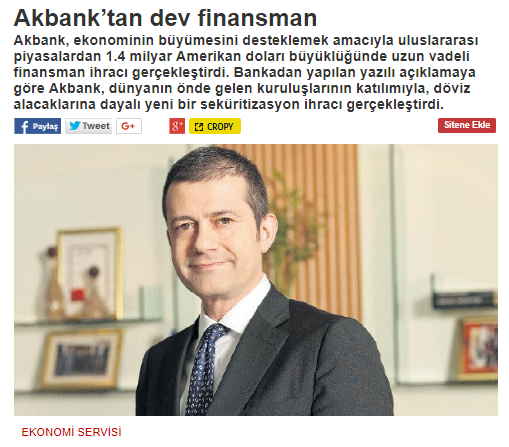 Akbank’tan dev finansman
Akbank, ekonominin büyümesini desteklemek amacıyla uluslararası
piyasalardan 1.4 milyar Amerikan doları büyüklüğünde uzun vadeli
finansman ihracı gerçekleştirdi. Bankadan yapılan yazılı açıklamaya
göre Akbank, dünyanın önde gelen kuruluşlarının katılımıyla, döviz
alacaklarına dayalı yeni bir seküritizasyon ihracı gerçekleştirdi.
f Paylaş Tweet G+ g+ CROPY Sitene Ekle
EKONOMİ SERVİSİ